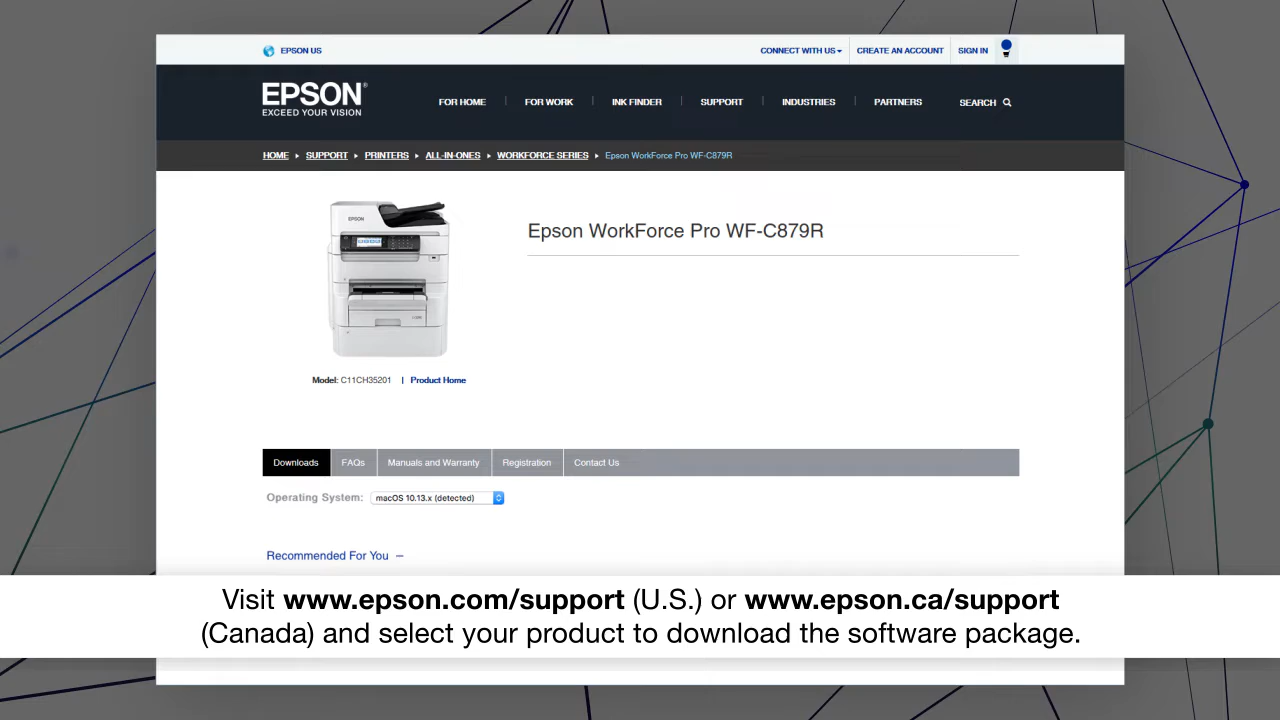 EPSON US
CONNECT WITH US
CREATE AN ACCOUNT
SIGN IN
EPSON®
EXCEED YOUR VISION
FOR HOME
FOR WORK
INK FINDER
SUPPORT
INDUSTRIES
PARTNERS
SEARCH
HOME
SUPPORT
PRINTERS
ALL-IN-ONES
WORKFORCE SERIES
Epson WorkForce Pro WF-C879R
EPSON
Epson WorkForce Pro WF-C879R
Model: C11CH35201 | Product Home
Downloads
FAQs
Manuals and Warranty
Registration
Contact Us
Operating System: macOS 10.13.x (detected)
Recommended For You –
Visit www.epson.com/support (U.S.) or www.epson.ca/support
(Canada) and select your product to download the software package.